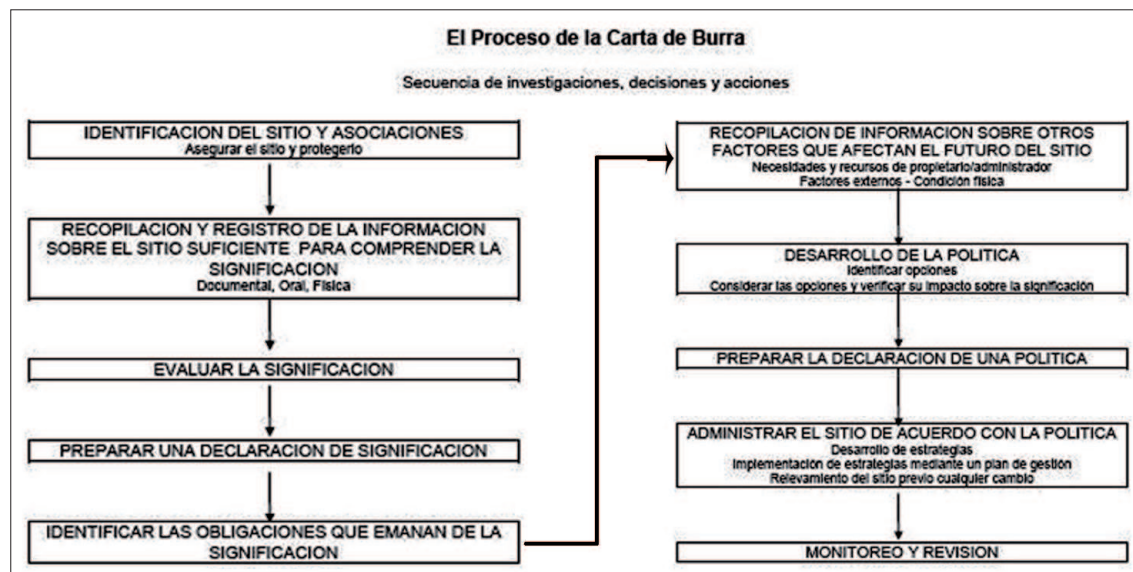 El Proceso de la Carta de Burra
Secuencia de investigaciones, decisiones y acciones
IDENTIFICACION DEL SITIO Y ASOCIACIONES
Asegurar el sitio y protegerlo
RECOPILACION Y REGISTRO DE LA INFORMACION
SOBRE EL SITIO SUFICIENTE PARA COMPRENDER LA
SIGNIFICACION
Documental, Oral, Física
EVALUAR LA SIGNIFICACION
PREPARAR UNA DECLARACION DE SIGNIFICACION
IDENTIFICAR LAS OBLIGACIONES QUE EMANAN DE LA
SIGNIFICACION
RECOPILACION DE INFORMACION SOBRE OTROS
FACTORES QUE AFECTAN EL FUTURO DEL SITIO
Necesidades y recursos de propietario/administrador
Factores externos - Condición física
DESARROLLO DE LA POLITICA
Identificar opciones
Considerar las opciones y verificar su impacto sobre la significación
PREPARAR LA DECLARACION DE UNA POLITICA
ADMINISTRAR EL SITIO DE ACUERDO CON LA POLITICA
Desarrollo de estrategias
Implementación de estrategias mediante un plan de gestión
Relevamiento del sitio previo cualquier cambio
MONITOREO Y REVISION